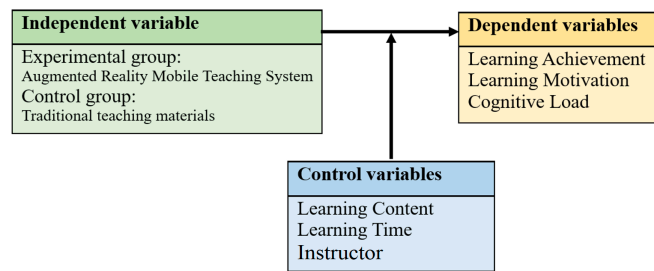 Independent variable
Experimental group:
Augmented Reality Mobile Teaching System
Control group:
Traditional teaching materials
Dependent variables
Learning Achievement
Learning Motivation
Cognitive Load
Control variables
Learning Content
Learning Time
Instructor